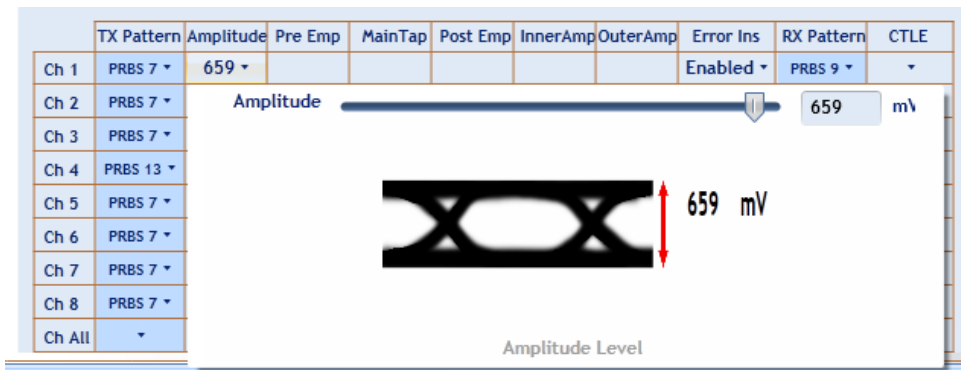 TX Pattern Amplitude Pre Emp MainTap Post Emp InnerAmp OuterAmp Error Ins RX Pattern CTLE
Ch 1 PRBS 7 659 Enabled PRBS 9
Ch 2 PRBS 7 Amplitude 659 mV
Ch 3 PRBS 7
Ch 4 PRBS 13
Ch 5 PRBS 7 659 mV
Ch 6 PRBS 7
Ch 7 PRBS 7
Ch 8 PRBS 7
Ch All Amplitude Level